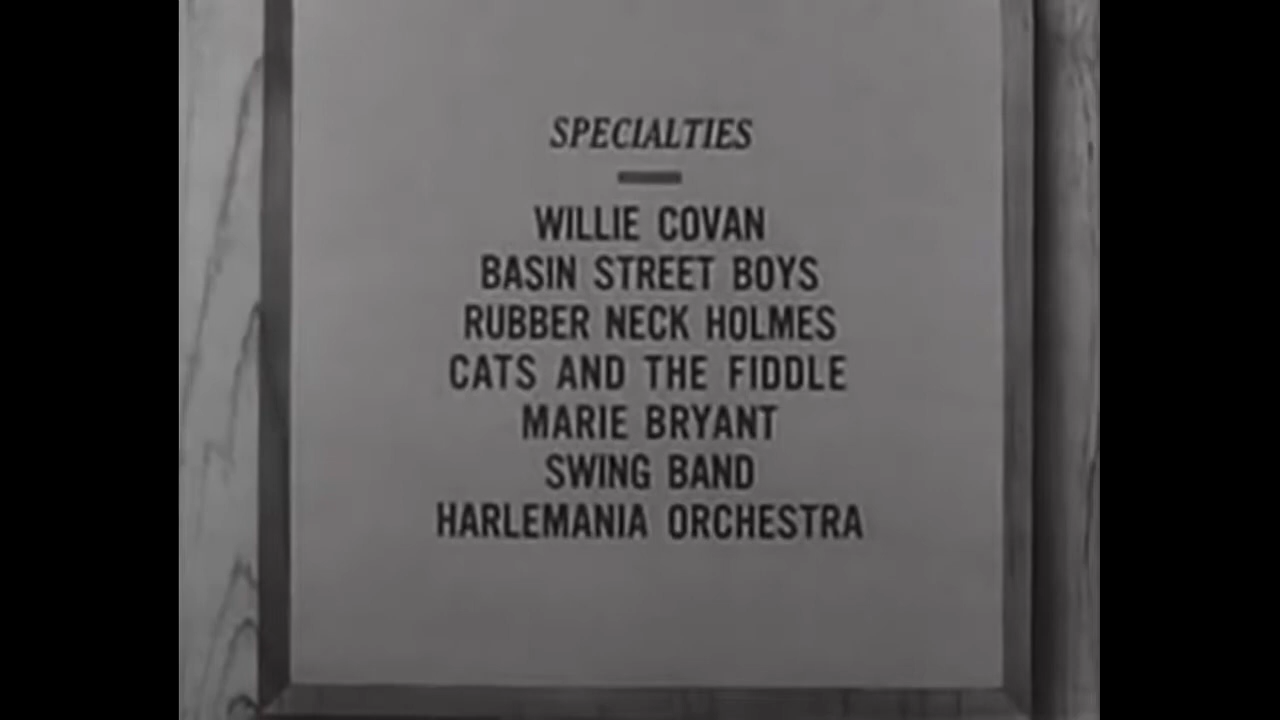 SPECIALTIES
WILLIE COVAN
BASIN STREET BOYS
RUBBER NECK HOLMES
CATS AND THE FIDDLE
MARIE BRYANT
SWING BAND
HARLEMANIA ORCHESTRA